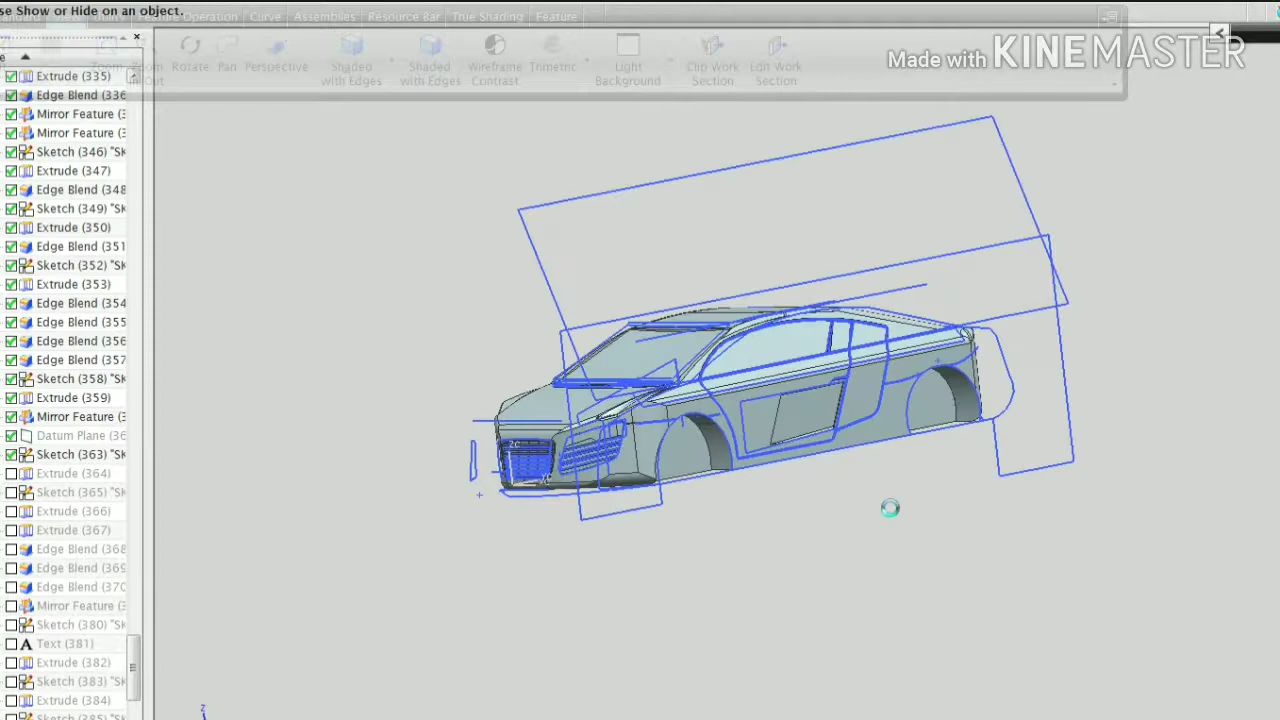 se Show or Hide on an object.
Feature Operation Curve Assemblies Resource Bar True Shading Feature
Rotate Pan Perspective Shaded with Edges Shaded with Edges Wireframe Contrast Trimetric Light Background Clip Work Section Edit Work Section
Made with KINEMASTER
Extrude (335)
Edge Blend (336
Mirror Feature (3
Mirror Feature (3
Sketch (346) "SK
Extrude (347)
Edge Blend (348
Sketch (349) "SK
Extrude (350)
Edge Blend (351
Sketch (352) "SK
Extrude (353)
Edge Blend (354
Edge Blend (355
Edge Blend (356
Edge Blend (357
Sketch (358) "SK
Extrude (359)
Mirror Feature (3
Datum Plane (36
Sketch (363) "SK
Extrude (364)
Sketch (365) "SK
Extrude (366)
Extrude (367)
Edge Blend (368
Edge Blend (369
Edge Blend (370
Mirror Feature (3
Sketch (380) "SK
A Text (381)
Extrude (382)
Sketch (383) "SK
Extrude (384)
Sketch (385) "SK
Z